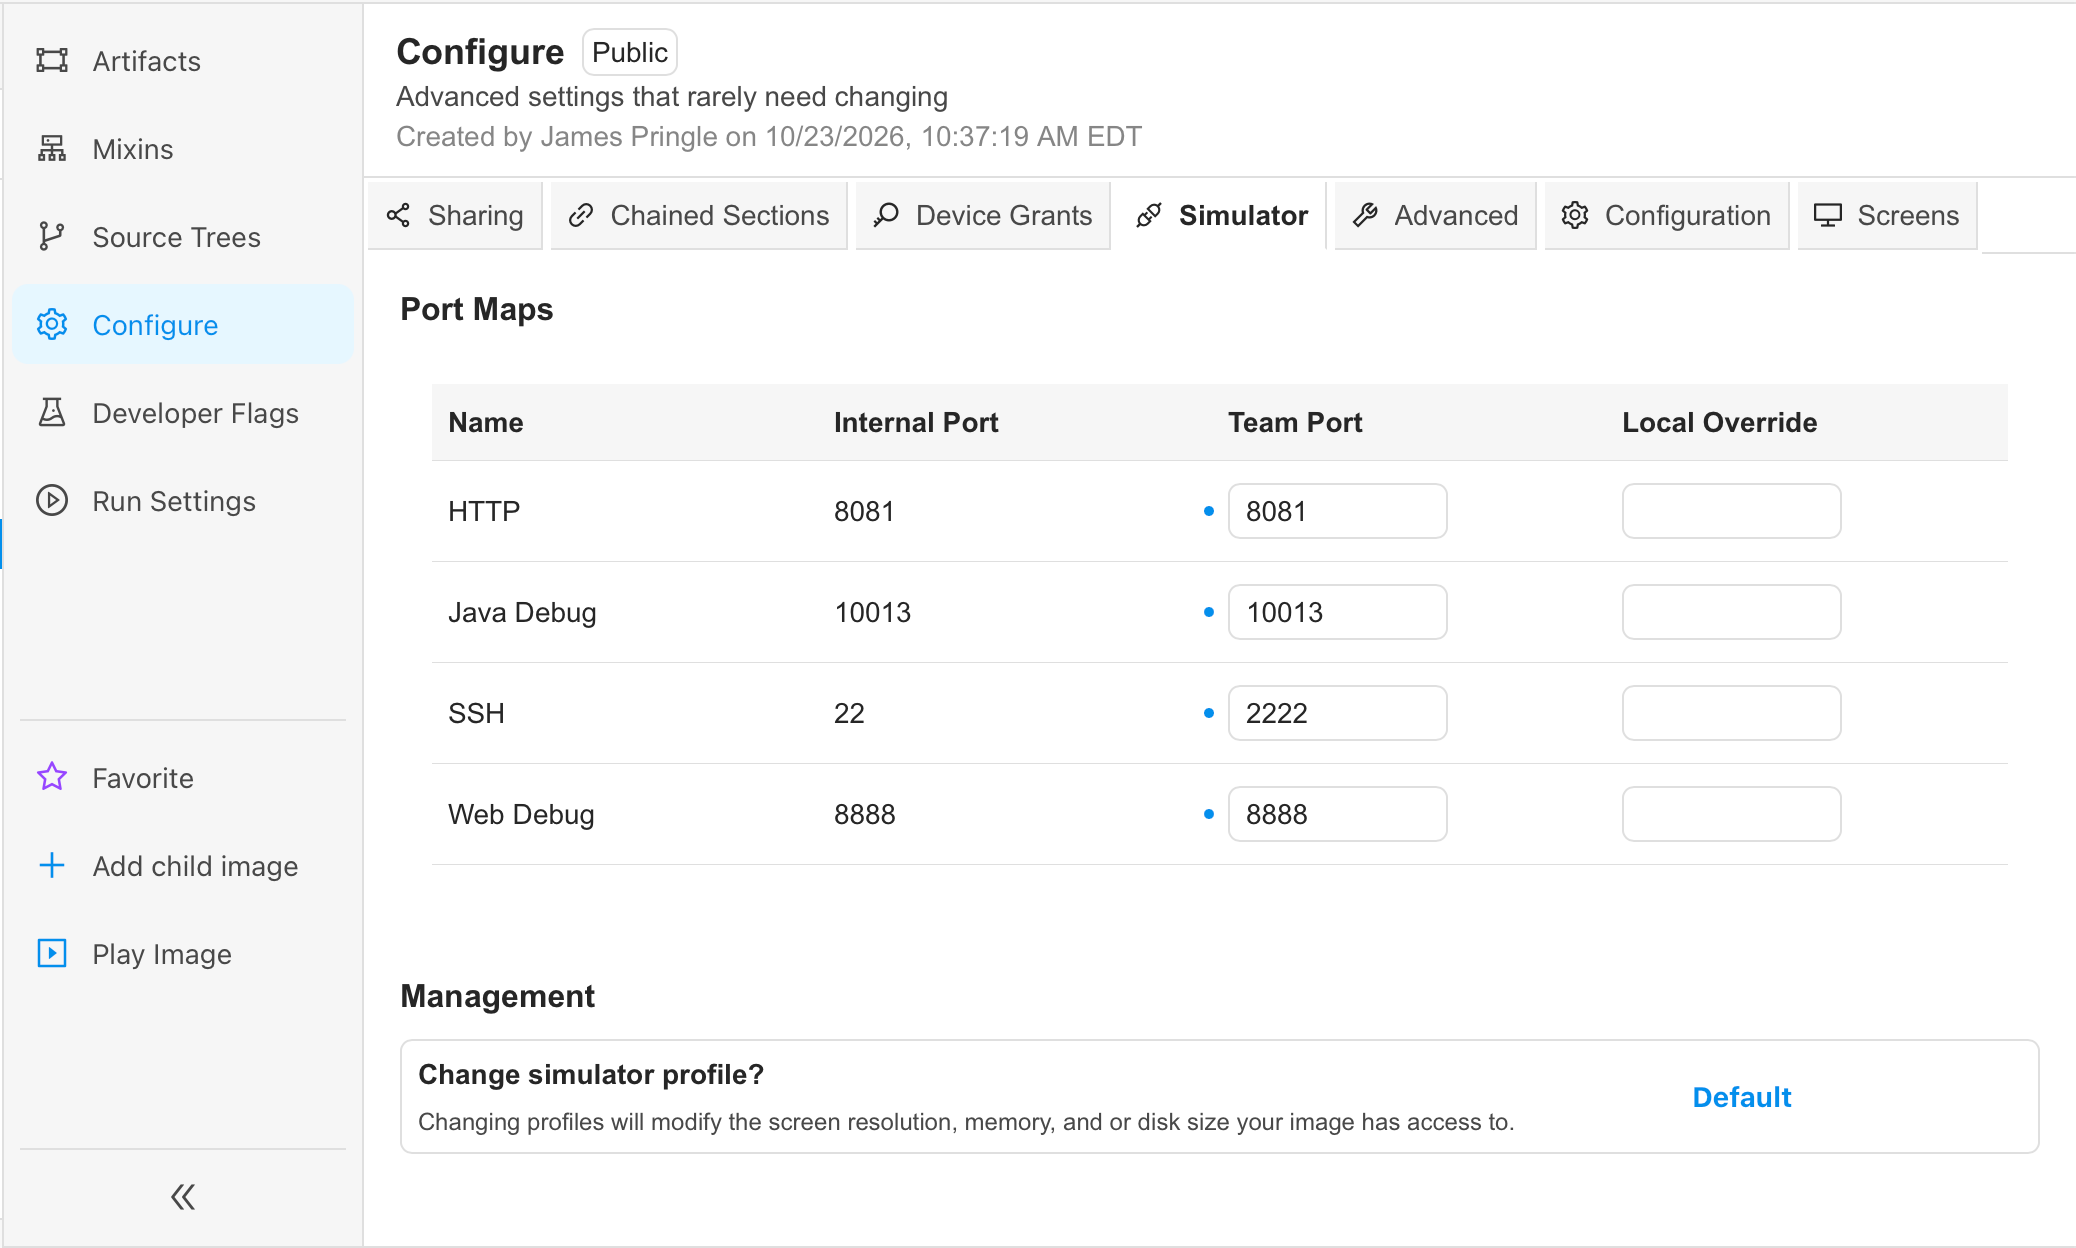 Artifacts
Mixins
Source Trees
Configure
Developer Flags
Run Settings
Favorite
Add child image
Play Image
Configure Public
Advanced settings that rarely need changing
Created by James Pringle on 10/23/2026, 10:37:19 AM EDT
Sharing Chained Sections Device Grants Simulator Advanced Configuration Screens
Port Maps
Name Internal Port Team Port Local Override
HTTP 8081 8081
Java Debug 10013 10013
SSH 22 2222
Web Debug 8888 8888
Management
Change simulator profile?
Changing profiles will modify the screen resolution, memory, and or disk size your image has access to.
Default